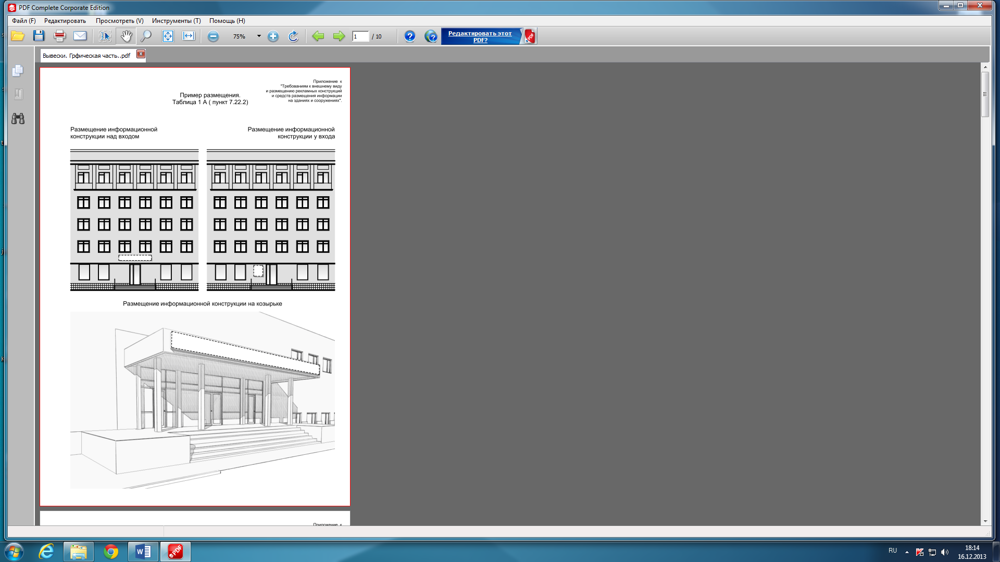 PDF Complete Corporate Edition
Файл (F) Редактировать Просмотреть (V) Инструменты (T) Помощь (H)
75% 1 / 10 Редактировать этот
PDF?
Вывески. Грфическая часть..pdf
Приложение к
"Требованиям к внешнему виду
и размещению рекламных конструкций
и средств размещения информации
на зданиях и сооружениях".
Пример размещения.
Таблица 1 А ( пункт 7.22.2)
Размещение информационной
конструкции над входом
Размещение информационной
конструкции у входа
Размещение информационной конструкции на козырьке
Приложение к
RU
18:14
16.12.2013